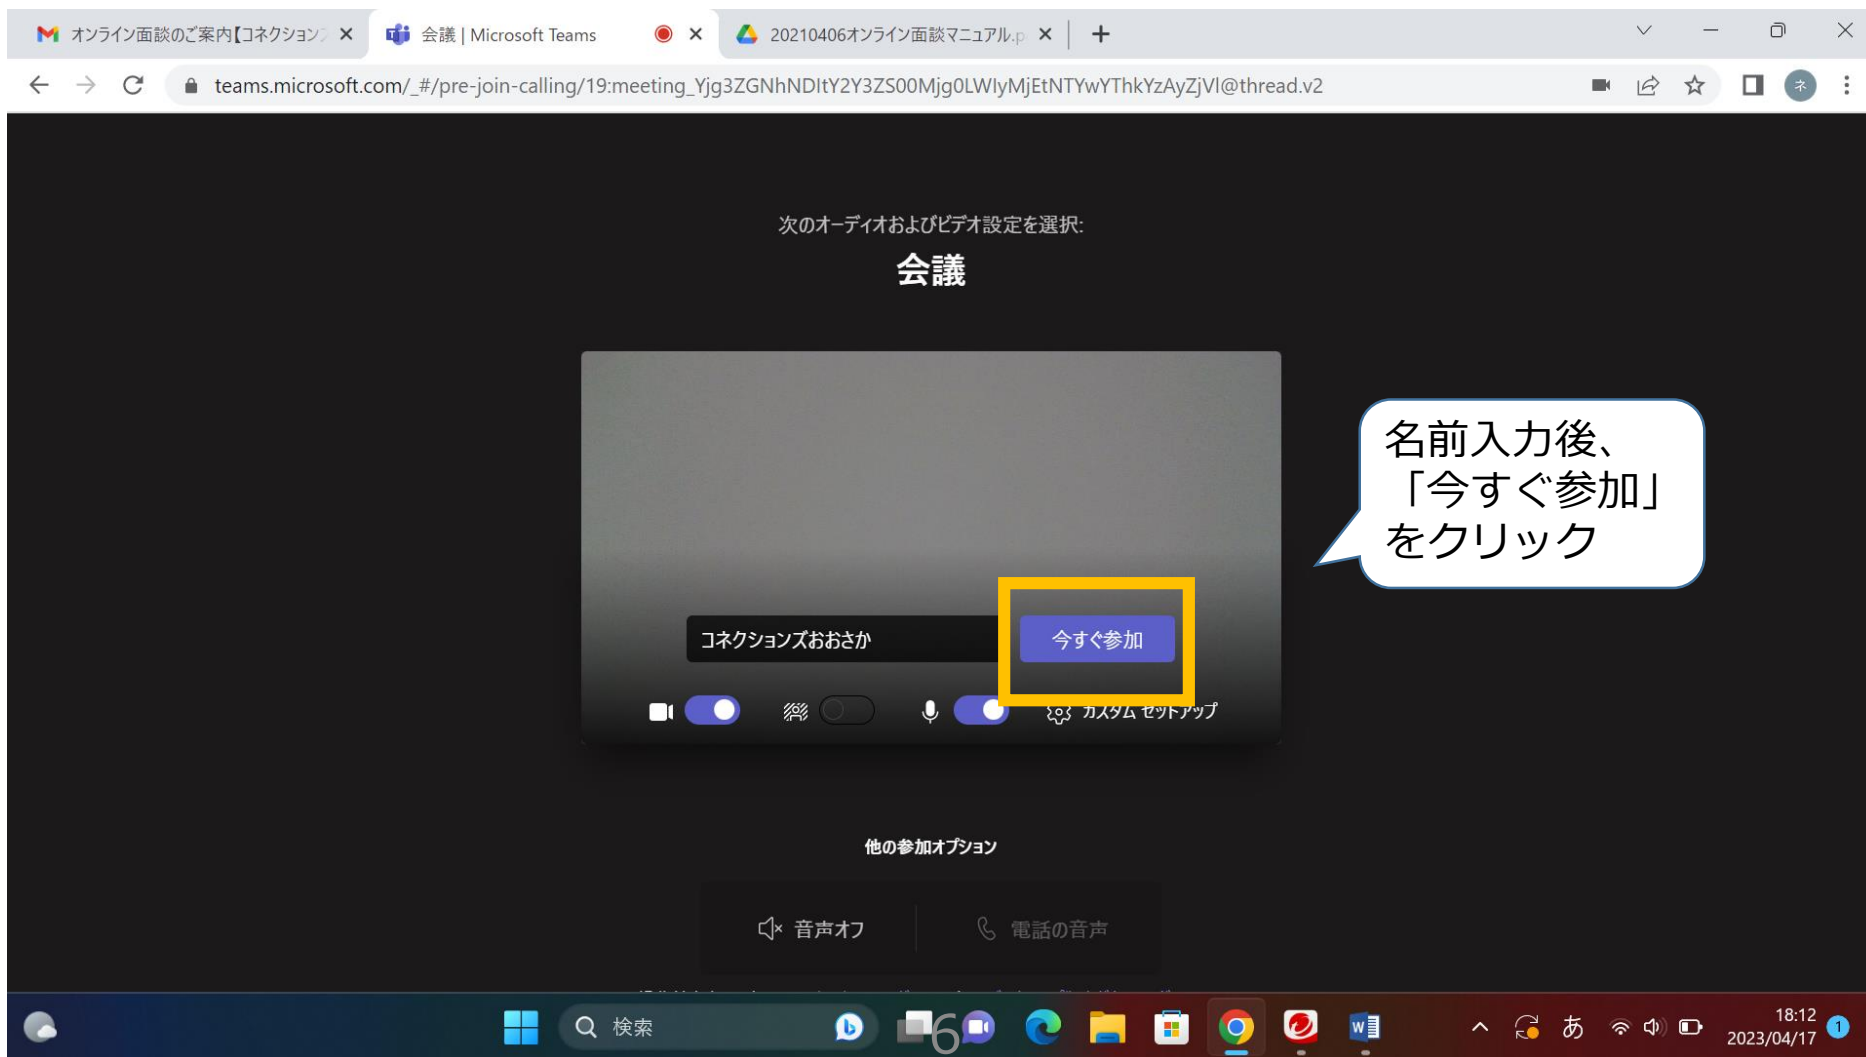 オンライン面談のご案内【コネクションズ
会議 | Microsoft Teams
20210406オンライン面談マニュアル.p
teams.microsoft.com/_#/pre-join-calling/19:meeting_Yjg3ZGNhNDItY2Y3ZS00Mjg0LWIyMjEtNTYwYThkYzAyZjVl@thread.v2
ネ
次のオーディオおよびビデオ設定を選択:
会議
名前入力後、
「今すぐ参加」
をクリック
コネクションズおおさか
今すぐ参加
カスタム セットアップ
他の参加オプション
音声オフ
電話の音声
検索
6
あ
18:12
2023/04/17
1